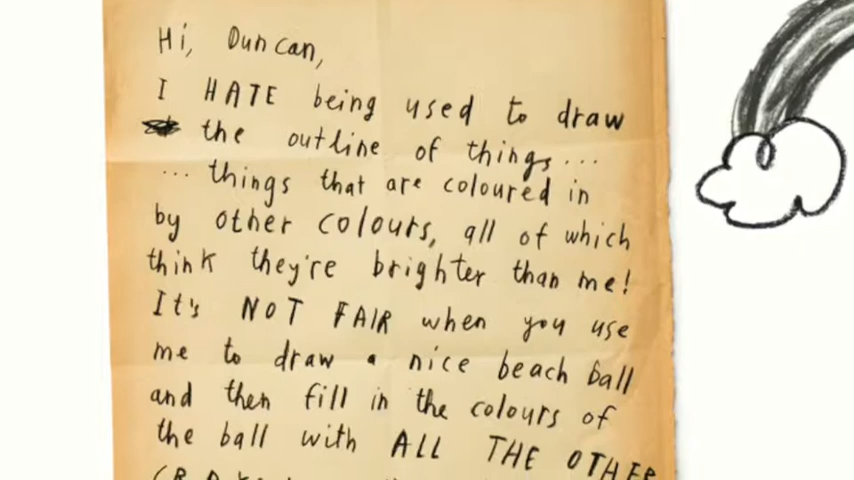 Hi, Duncan,
I HATE being used to draw
the outline of things...
... things that are coloured in
by other colours, all of which
think they're brighter than me!
It's NOT FAIR when you use
me to draw a nice beach ball
and then fill in the colours of
the ball with ALL THE OTHER